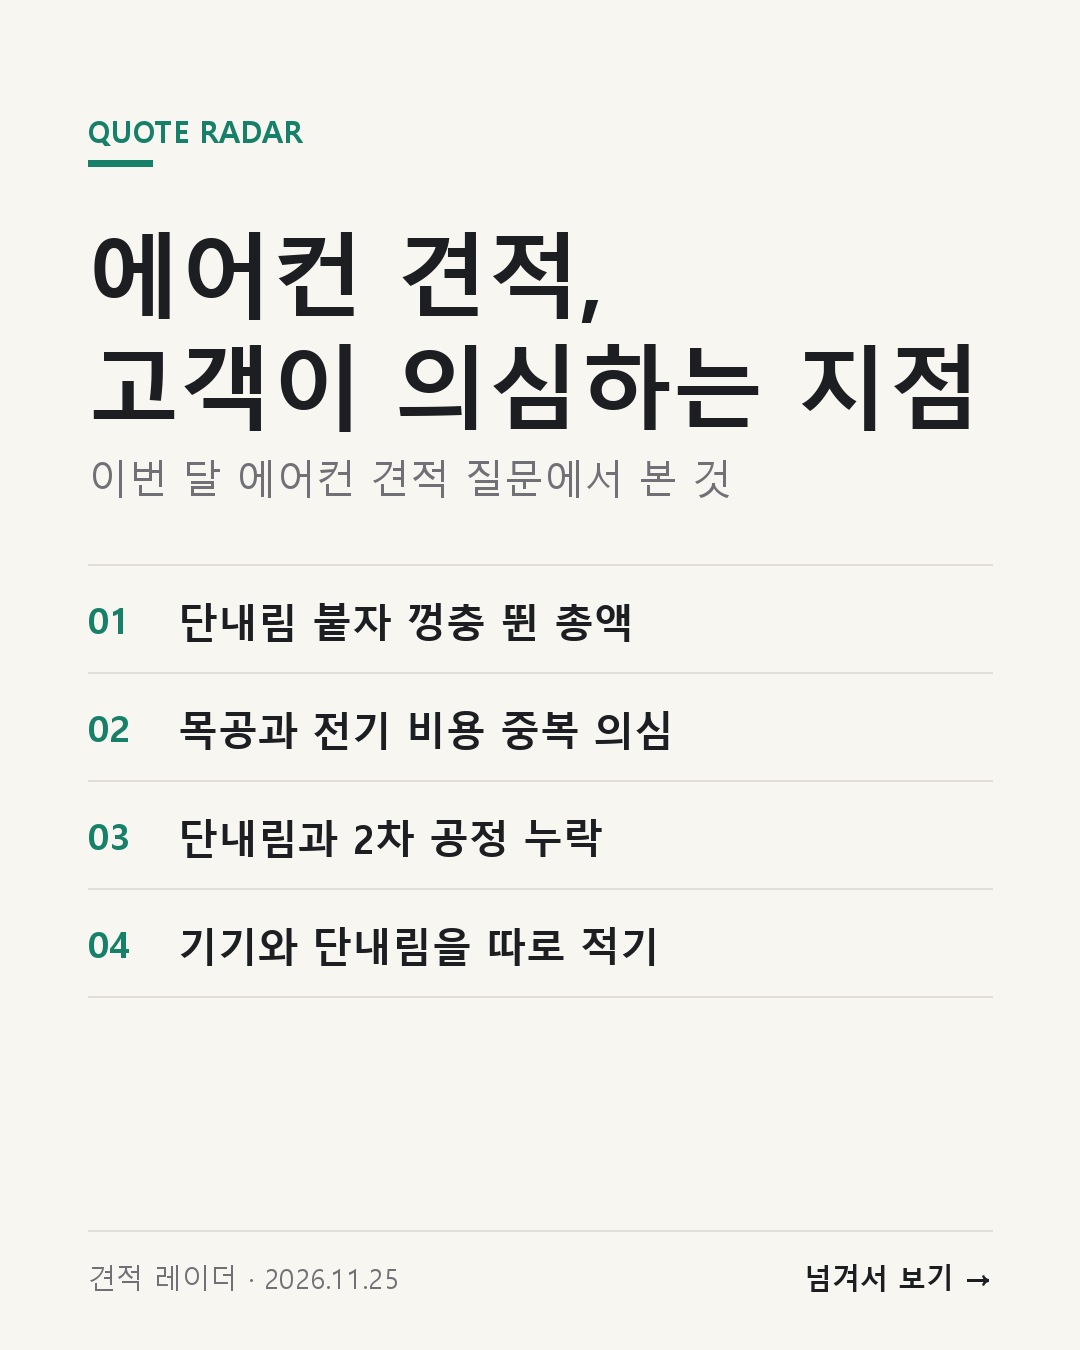 QUOTE RADAR
에어컨 견적,
고객이 의심하는 지점
이번 달 에어컨 견적 질문에서 본 것
01 단내림 붙자 껑충 뛴 총액
02 목공과 전기 비용 중복 의심
03 단내림과 2차 공정 누락
04 기기와 단내림을 따로 적기
견적 레이더 · 2026.11.25
넘겨서 보기 →